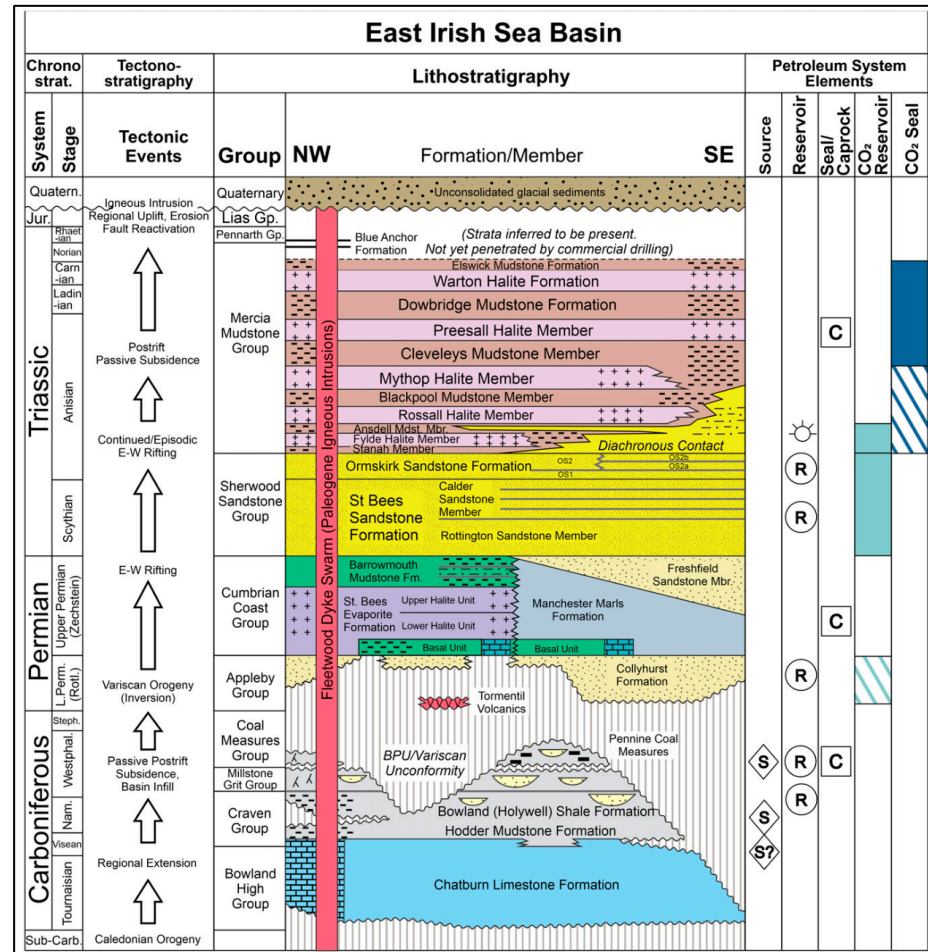 East Irish Sea Basin
Chrono
strat.
Tectono-
stratigraphy
Lithostratigraphy
Petroleum System
Elements
System
Stage
Tectonic
Events
Group
NW
Formation/Member
SE
Source
Reservoir
Seal/
Caprock
CO₂
Reservoir
CO₂ Seal
Quatern.
Quaternary
Unconsolidated glacial sediments
Igneous Intrusion
Regional Uplift, Erosion
Fault Reactivation
Jur.
Lias Gp.
Triassic
Rhaet
-ian
Pennarth Gp.
Blue Anchor
Formation
(Strata inferred to be present.
Not yet penetrated by commercial drilling)
Norian
Carn
-ian
Ladin
-ian
Anisian
Scythian
Postrift
Passive Subsidence
Continued/Episodic
E-W Rifting
Mercia
Mudstone
Group
Elswick Mudstone Formation
Warton Halite Formation
Dowbridge Mudstone Formation
Preesall Halite Member
C
Cleveleys Mudstone Member
Mythop Halite Member
Blackpool Mudstone Member
Rossall Halite Member
Ansdell Mdst. Mbr.
Fylde Halite Member
Stanah Member
Diachronous Contact
Sherwood
Sandstone
Group
Ormskirk Sandstone Formation
OS2
OS2b
OS2a
OS1
R
St Bees
Sandstone
Formation
Calder
Sandstone
Member
Rottington Sandstone Member
R
Fleetwood Dyke Swarm (Paleogene Igneous Intrusions)
Permian
Upper Permian
(Zechstein)
L.Perm.
(Rotl.)
E-W Rifting
Variscan Orogeny
(Inversion)
Cumbrian
Coast
Group
Barrowmouth
Mudstone Fm.
Freshfield
Sandstone Mbr.
St. Bees
Evaporite
Formation
Upper Halite Unit
Lower Halite Unit
Manchester Marls
Formation
C
Basal Unit
Basal Unit
Appleby
Group
Collyhurst
Formation
R
Tormentil
Volcanics
Carboniferous
Steph.
Westphal.
Nam.
Visean
Tournaisian
Passive Postrift
Subsidence,
Basin Infill
Regional Extension
Coal
Measures
Group
BPU/Variscan
Unconformity
Pennine Coal
Measures
S
R
C
Millstone
Grit Group
R
Craven
Group
Bowland (Holywell) Shale Formation
Hodder Mudstone Formation
S
S?
Bowland
High
Group
Chatburn Limestone Formation
Sub-Carb.
Caledonian Orogeny